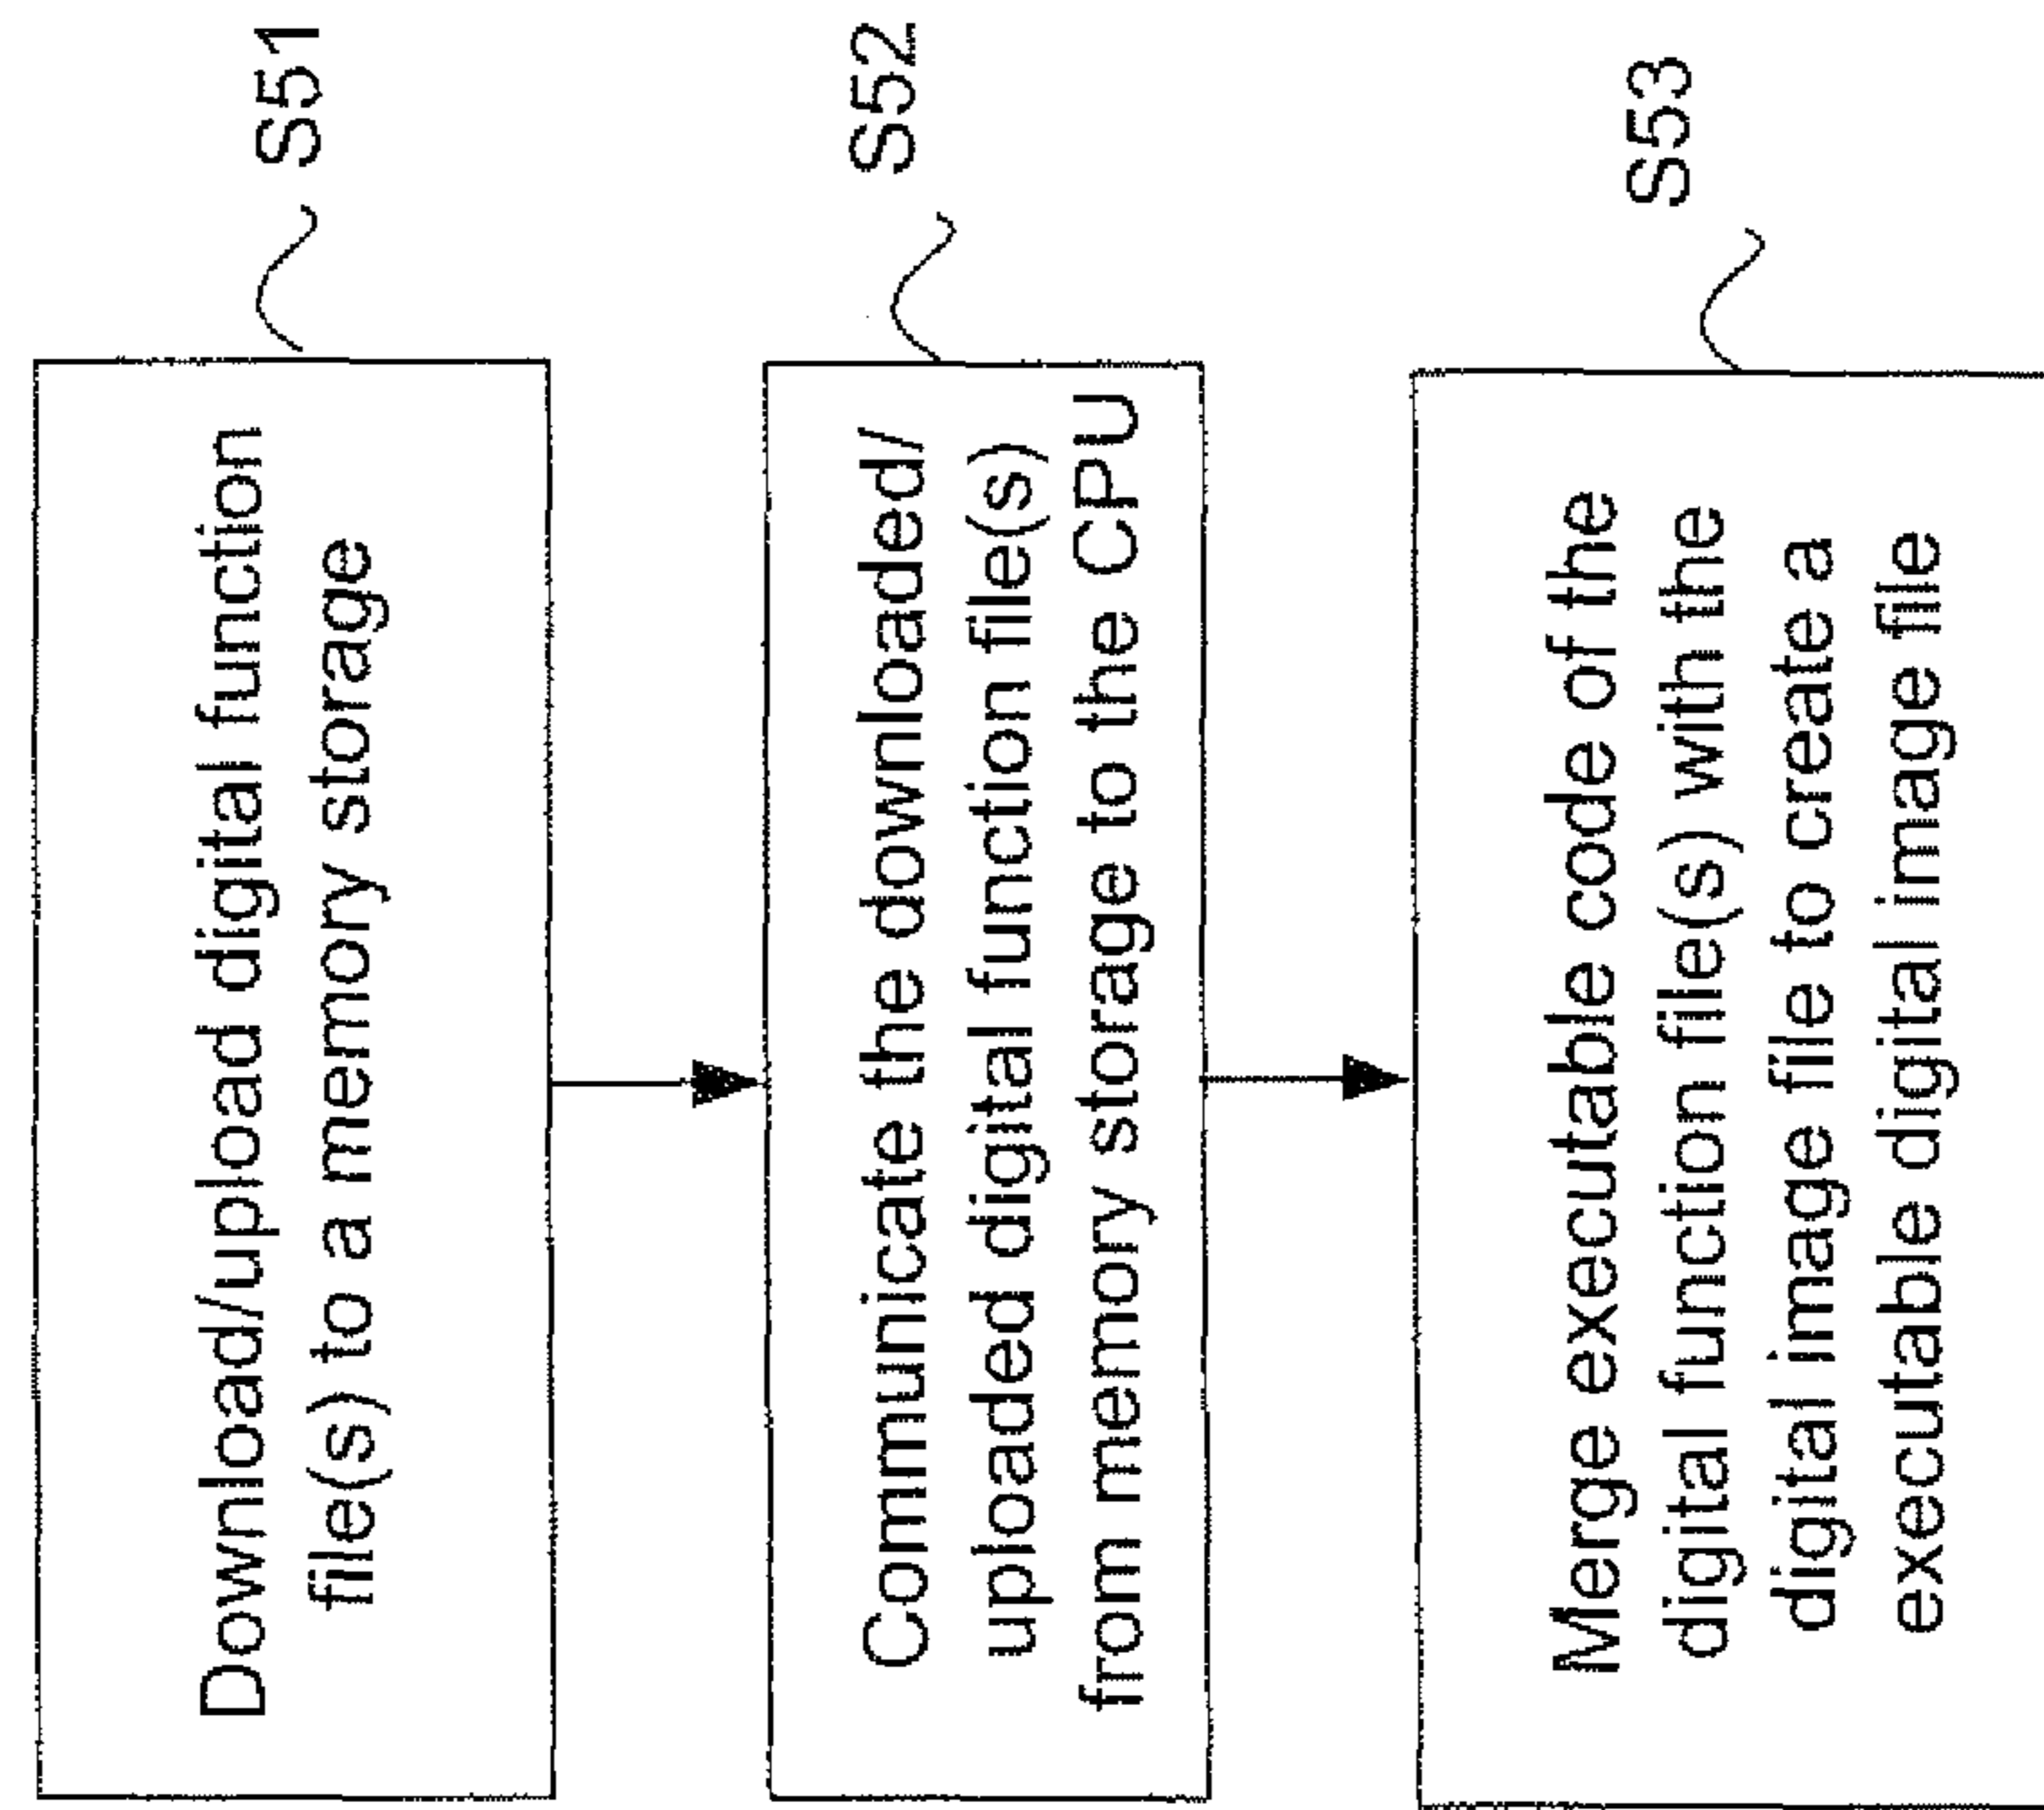 Download/upload digital function
file(s) to a memory storage
S51
Communicate the downloaded/
uploaded digital function file(s)
from memory storage to the CPU
S52
Merge executable code of the
digital function file(s) with the
digital image file to create a
executable digital image file
S53